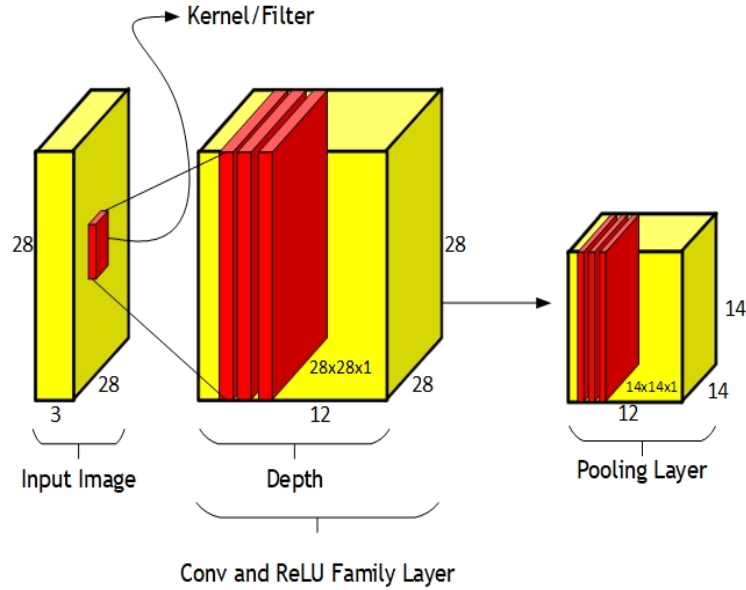 Kernel/Filter
28
28
3
Input Image
28
28
28x28x1
12
Depth
Conv and ReLU Family Layer
14
14
14x14x1
12
Pooling Layer